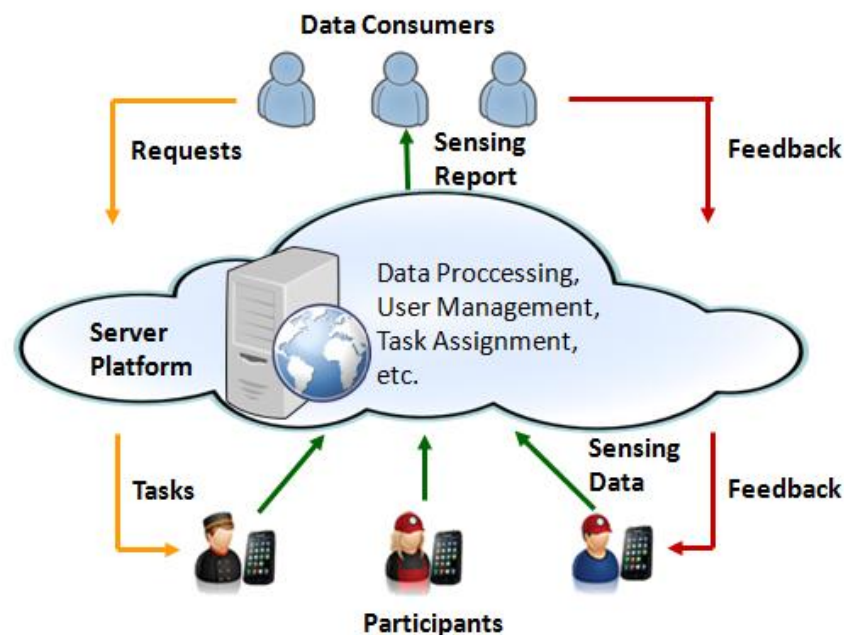 Data Consumers
Requests
Sensing
Report
Feedback
Data Proccessing,
User Management,
Task Assignment,
etc.
Server
Platform
Tasks
Sensing
Data
Feedback
Participants